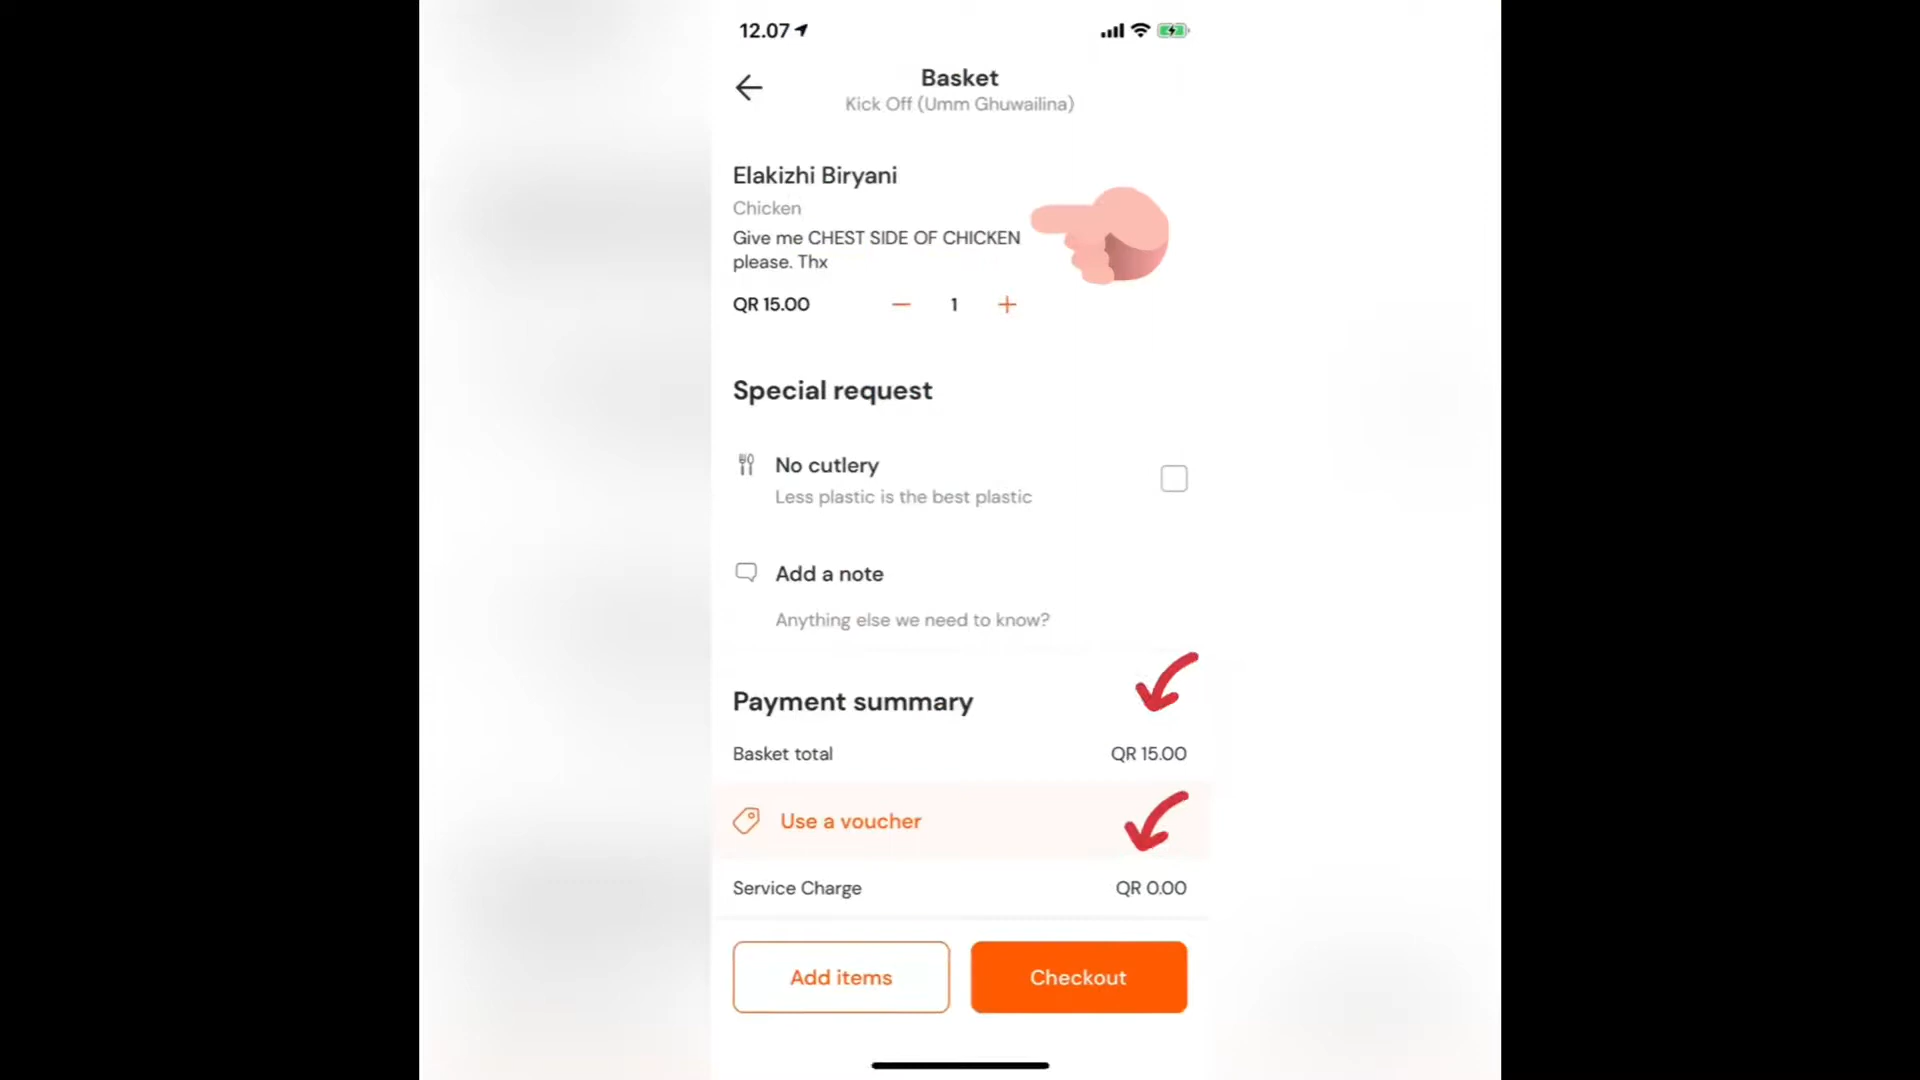 12.07
Basket
Kick Off (Umm Ghuwailina)
Elakizhi Biryani
Chicken
Give me CHEST SIDE OF CHICKEN
please. Thx
QR 15.00 1
Special request
No cutlery
Less plastic is the best plastic
Add a note
Anything else we need to know?
Payment summary
Basket total QR 15.00
Use a voucher
Service Charge QR 0.00
Add items Checkout